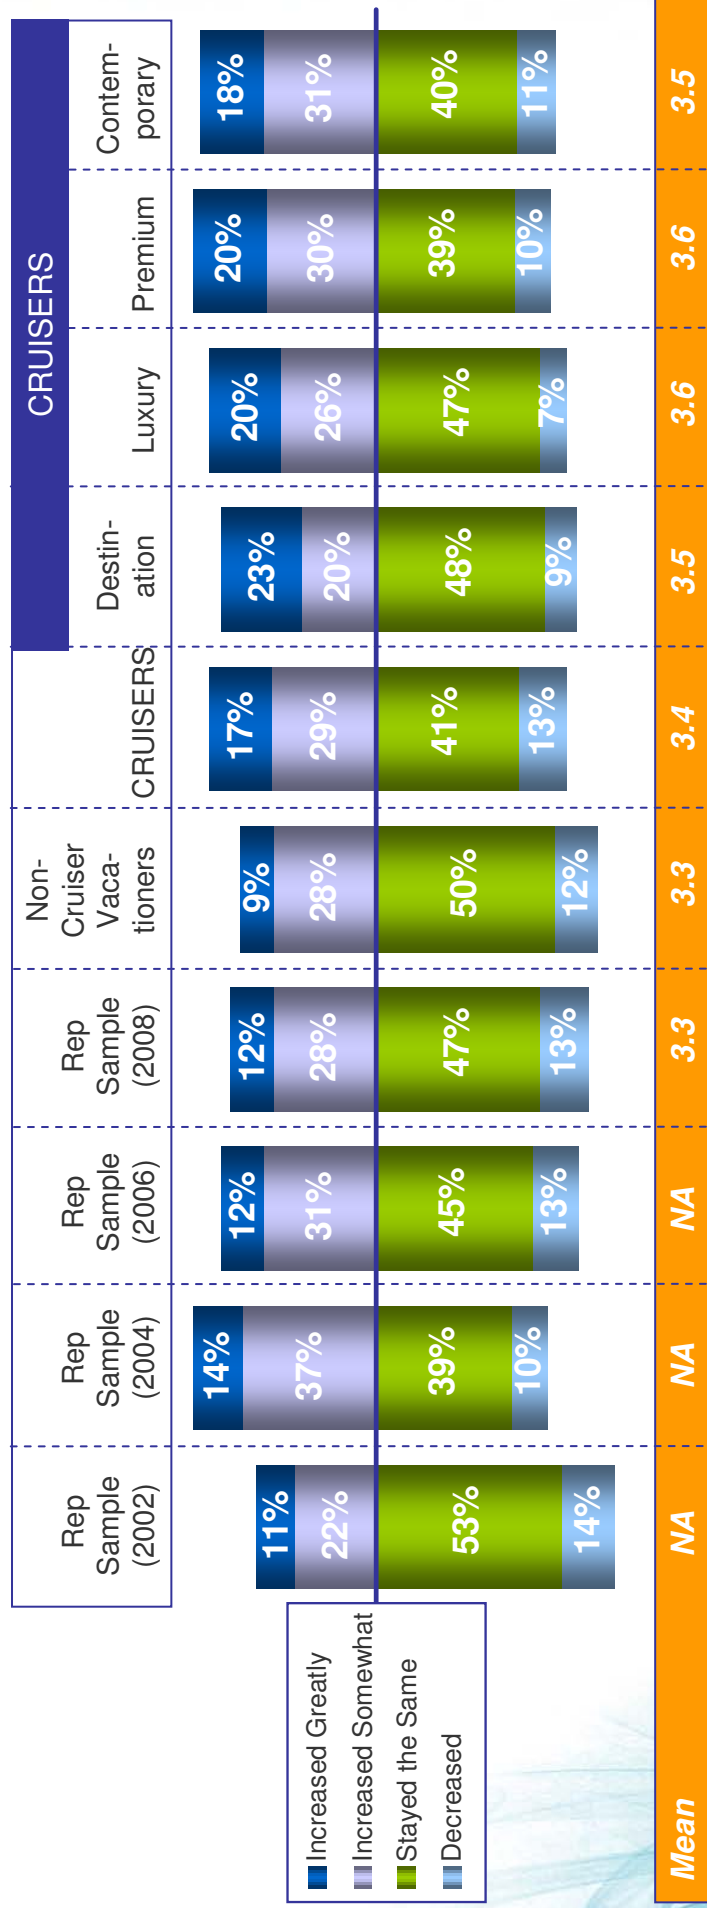 CRUISERS
Rep
Sample
(2002)
Rep
Sample
(2004)
Rep
Sample
(2006)
Rep
Sample
(2008)
Non-
Cruiser
Vaca-
tioners
CRUISERS
Destin-
ation
Luxury
Premium
Contem-
porary
11% 14% 12% 12% 9% 17% 23% 20% 20% 18%
22% 37% 31% 28% 28% 29% 20% 26% 30% 31%
53% 39% 45% 47% 50% 41% 48% 47% 39% 40%
14% 10% 13% 13% 12% 13% 9% 7% 10% 11%
Increased Greatly
Increased Somewhat
Stayed the Same
Decreased
Mean NA NA NA 3.3 3.3 3.4 3.5 3.6 3.6 3.5